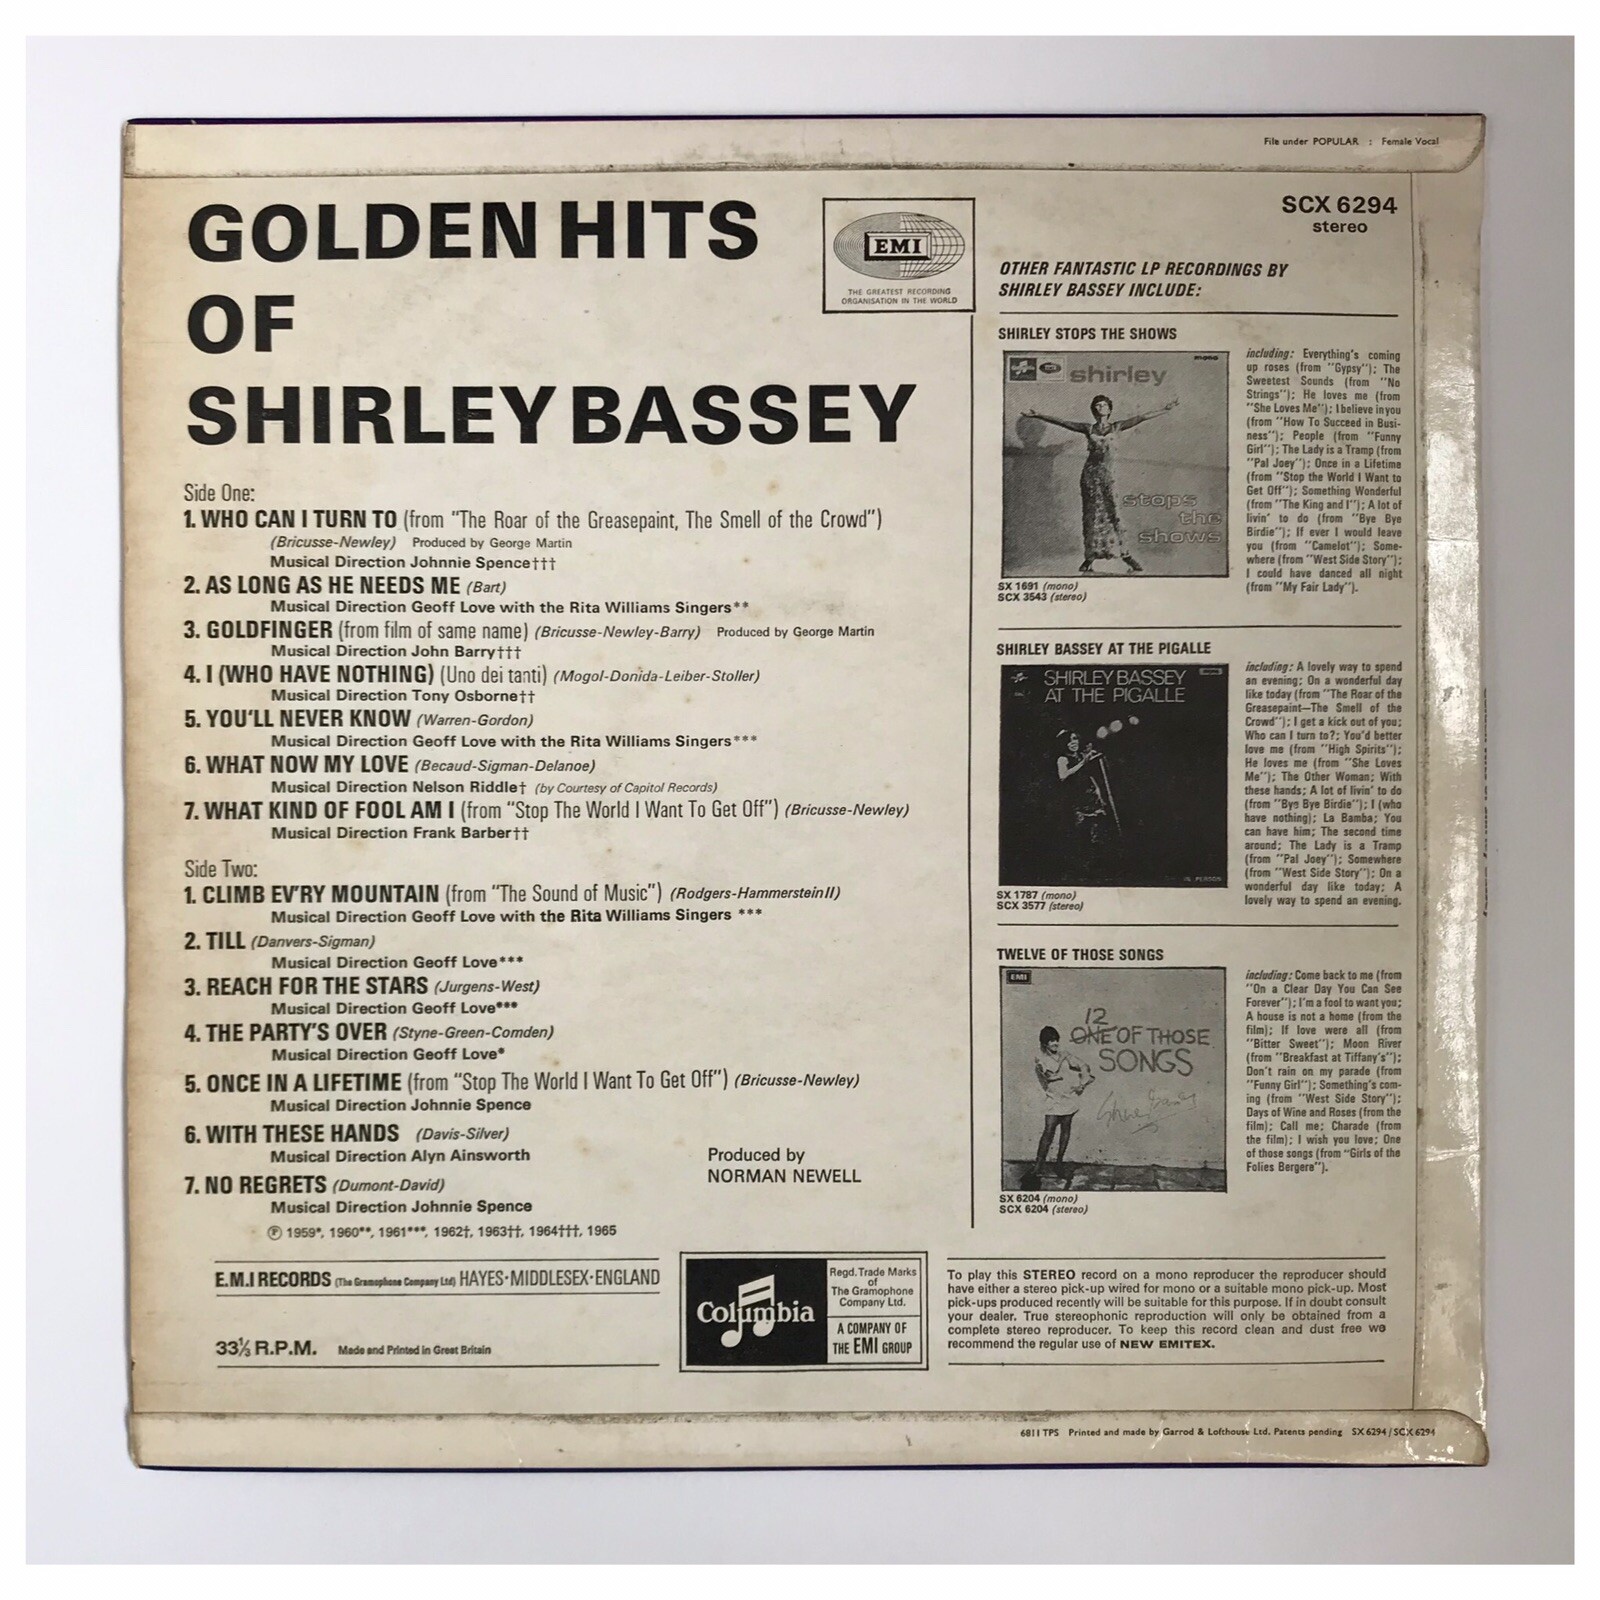 File under POPULAR : Female Vocal
GOLDEN HITS
OF
SHIRLEY BASSEY
EMI
THE GREATEST RECORDING
ORGANISATION IN THE WORLD
SCX 6294
stereo
Side One:
1. WHO CAN I TURN TO (from "The Roar of the Greasepaint, The Smell of the Crowd")
(Bricusse-Newley) Produced by George Martin
Musical Direction Johnnie Spence†††
2. AS LONG AS HE NEEDS ME (Bart)
Musical Direction Geoff Love with the Rita Williams Singers**
3. GOLDFINGER (from film of same name) (Bricusse-Newley-Barry) Produced by George Martin
Musical Direction John Barry†††
4. I (WHO HAVE NOTHING) (Uno dei tanti) (Mogol-Donida-Leiber-Stoller)
Musical Direction Tony Osborne††
5. YOU'LL NEVER KNOW (Warren-Gordon)
Musical Direction Geoff Love with the Rita Williams Singers***
6. WHAT NOW MY LOVE (Becaud-Sigman-Delanoe)
Musical Direction Nelson Riddle† (by Courtesy of Capitol Records)
7. WHAT KIND OF FOOL AM I (from "Stop The World I Want To Get Off") (Bricusse-Newley)
Musical Direction Frank Barber††
Side Two:
1. CLIMB EV'RY MOUNTAIN (from "The Sound of Music") (Rodgers-Hammerstein II)
Musical Direction Geoff Love with the Rita Williams Singers ***
2. TILL (Danvers-Sigman)
Musical Direction Geoff Love***
3. REACH FOR THE STARS (Jurgens-West)
Musical Direction Geoff Love***
4. THE PARTY'S OVER (Styne-Green-Comden)
Musical Direction Geoff Love*
5. ONCE IN A LIFETIME (from "Stop The World I Want To Get Off") (Bricusse-Newley)
Musical Direction Johnnie Spence
6. WITH THESE HANDS (Davis-Silver)
Musical Direction Alyn Ainsworth
7. NO REGRETS (Dumont-David)
Musical Direction Johnnie Spence
Produced by
NORMAN NEWELL
℗ 1959*, 1960**, 1961***, 1962†, 1963††, 1964†††, 1965
OTHER FANTASTIC LP RECORDINGS BY
SHIRLEY BASSEY INCLUDE:
SHIRLEY STOPS THE SHOWS
mono
shirley
stops
the
shows
SX 1691 (mono)
SCX 3543 (stereo)
including: Everything's coming
up roses (from "Gypsy"); The
Sweetest Sounds (from "No
Strings"); He loves me (from
"She Loves Me"); I believe in you
(from "How To Succeed in Busi-
ness"); People (from "Funny
Girl"); The Lady is a Tramp (from
"Pal Joey"); Once in a Lifetime
(from "Stop the World I Want to
Get Off"); Something Wonderful
(from "The King and I"); A lot of
livin' to do (from "Bye Bye
Birdie"); If ever I would leave
you (from "Camelot"); Some-
where (from "West Side Story");
I could have danced all night
(from "My Fair Lady").
SHIRLEY BASSEY AT THE PIGALLE
SHIRLEY BASSEY
AT THE PIGALLE
IN PERSON
SX 1787 (mono)
SCX 3577 (stereo)
including: A lovely way to spend
an evening; On a wonderful day
like today (from "The Roar of the
Greasepaint—The Smell of the
Crowd"); I get a kick out of you;
Who can I turn to?; You'd better
love me (from "High Spirits");
He loves me (from "She Loves
Me"); The Other Woman; With
these hands; A lot of livin' to do
(from "Bye Bye Birdie"); I (who
have nothing); La Bamba; You
can have him; The second time
around; The Lady is a Tramp
(from "Pal Joey"); Somewhere
(from "West Side Story"); On a
wonderful day like today; A
lovely way to spend an evening.
TWELVE OF THOSE SONGS
EMI
12
ONE OF THOSE
SONGS
SX 6204 (mono)
SCX 6204 (stereo)
including: Come back to me (from
"On a Clear Day You Can See
Forever"); I'm a fool to want you;
A house is not a home (from the
film); If love were all (from
"Bitter Sweet"); Moon River
(from "Breakfast at Tiffany's");
Don't rain on my parade (from
"Funny Girl"); Something's com-
ing (from "West Side Story");
Days of Wine and Roses (from the
film); Call me; Charade (from
the film); I wish you love; One
of those songs (from "Girls of the
Folies Bergere").
E.M.I RECORDS (The Gramophone Company Ltd) HAYES·MIDDLESEX·ENGLAND
33⅓ R.P.M. Made and Printed in Great Britain
Columbia
Regd. Trade Marks
of
The Gramophone
Company Ltd.
A COMPANY OF
THE EMI GROUP
To play this STEREO record on a mono reproducer the reproducer should
have either a stereo pick-up wired for mono or a suitable mono pick-up. Most
pick-ups produced recently will be suitable for this purpose. If in doubt consult
your dealer. True stereophonic reproduction will only be obtained from a
complete stereo reproducer. To keep this record clean and dust free we
recommend the regular use of NEW EMITEX.
6811 TPS Printed and made by Garrod & Lofthouse Ltd. Patents pending SX 6294 / SCX 6294